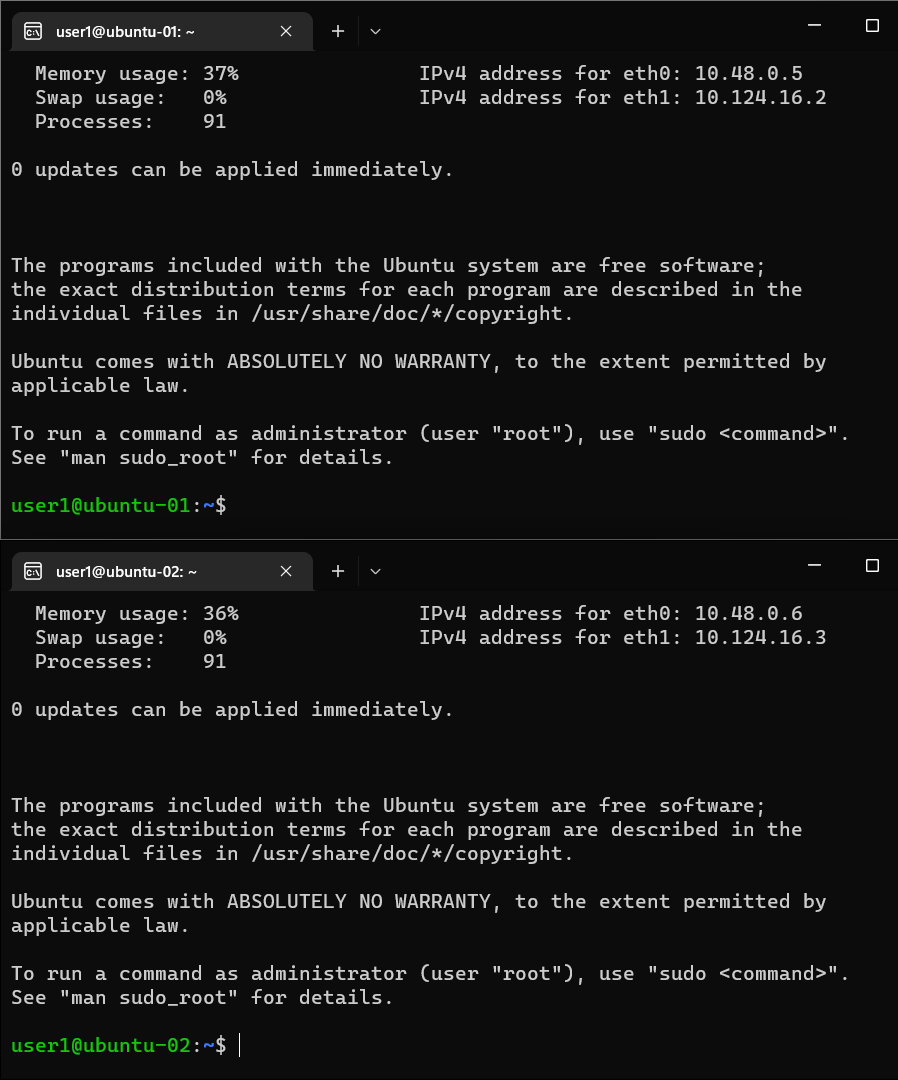 user1@ubuntu-01: ~
Memory usage: 37% IPv4 address for eth0: 10.48.0.5
Swap usage: 0% IPv4 address for eth1: 10.124.16.2
Processes: 91
0 updates can be applied immediately.
The programs included with the Ubuntu system are free software;
the exact distribution terms for each program are described in the
individual files in /usr/share/doc/*/copyright.
Ubuntu comes with ABSOLUTELY NO WARRANTY, to the extent permitted by
applicable law.
To run a command as administrator (user "root"), use "sudo <command>".
See "man sudo_root" for details.
user1@ubuntu-01:~$
user1@ubuntu-02: ~
Memory usage: 36% IPv4 address for eth0: 10.48.0.6
Swap usage: 0% IPv4 address for eth1: 10.124.16.3
Processes: 91
0 updates can be applied immediately.
The programs included with the Ubuntu system are free software;
the exact distribution terms for each program are described in the
individual files in /usr/share/doc/*/copyright.
Ubuntu comes with ABSOLUTELY NO WARRANTY, to the extent permitted by
applicable law.
To run a command as administrator (user "root"), use "sudo <command>".
See "man sudo_root" for details.
user1@ubuntu-02:~$